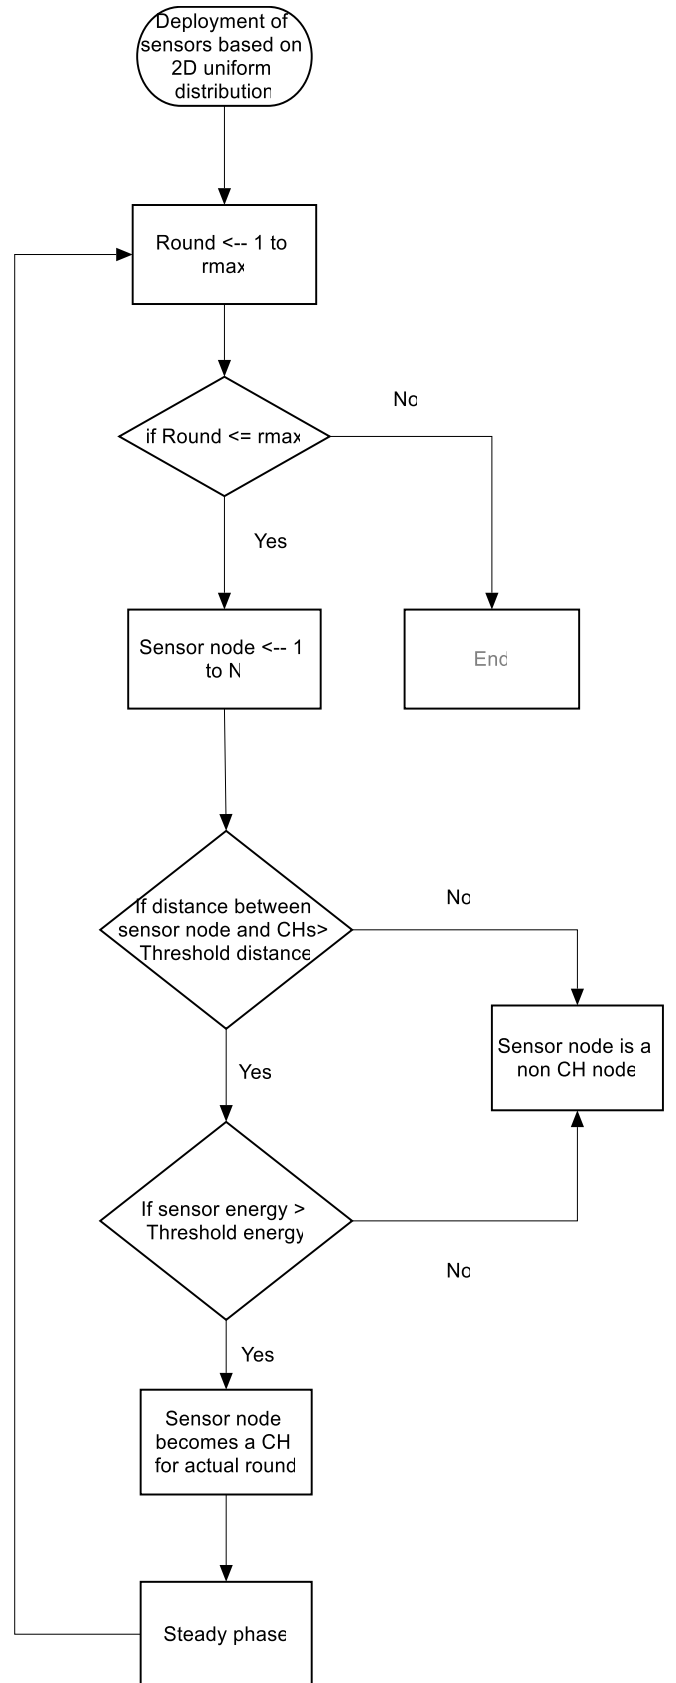 Deployment of
sensors based on
2D uniform
distribution
Round <-- 1 to
rmax
No
if Round <= rmax
Yes
Sensor node <-- 1
to N
End
No
If distance between
sensor node and CHs>
Threshold distance
Yes
Sensor node is a
non CH node
If sensor energy >
Threshold energy
No
Yes
Sensor node
becomes a CH
for actual round
Steady phase